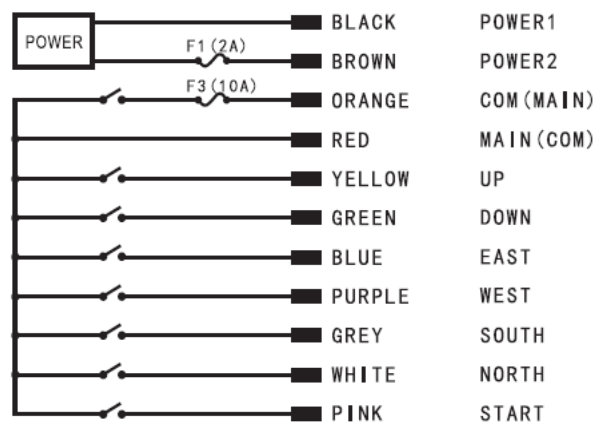 BLACK POWER1
POWER
F1(2A)
BROWN POWER2
F3(10A)
ORANGE COM(MAIN)
RED MAIN(COM)
YELLOW UP
GREEN DOWN
BLUE EAST
PURPLE WEST
GREY SOUTH
WHITE NORTH
PINK START